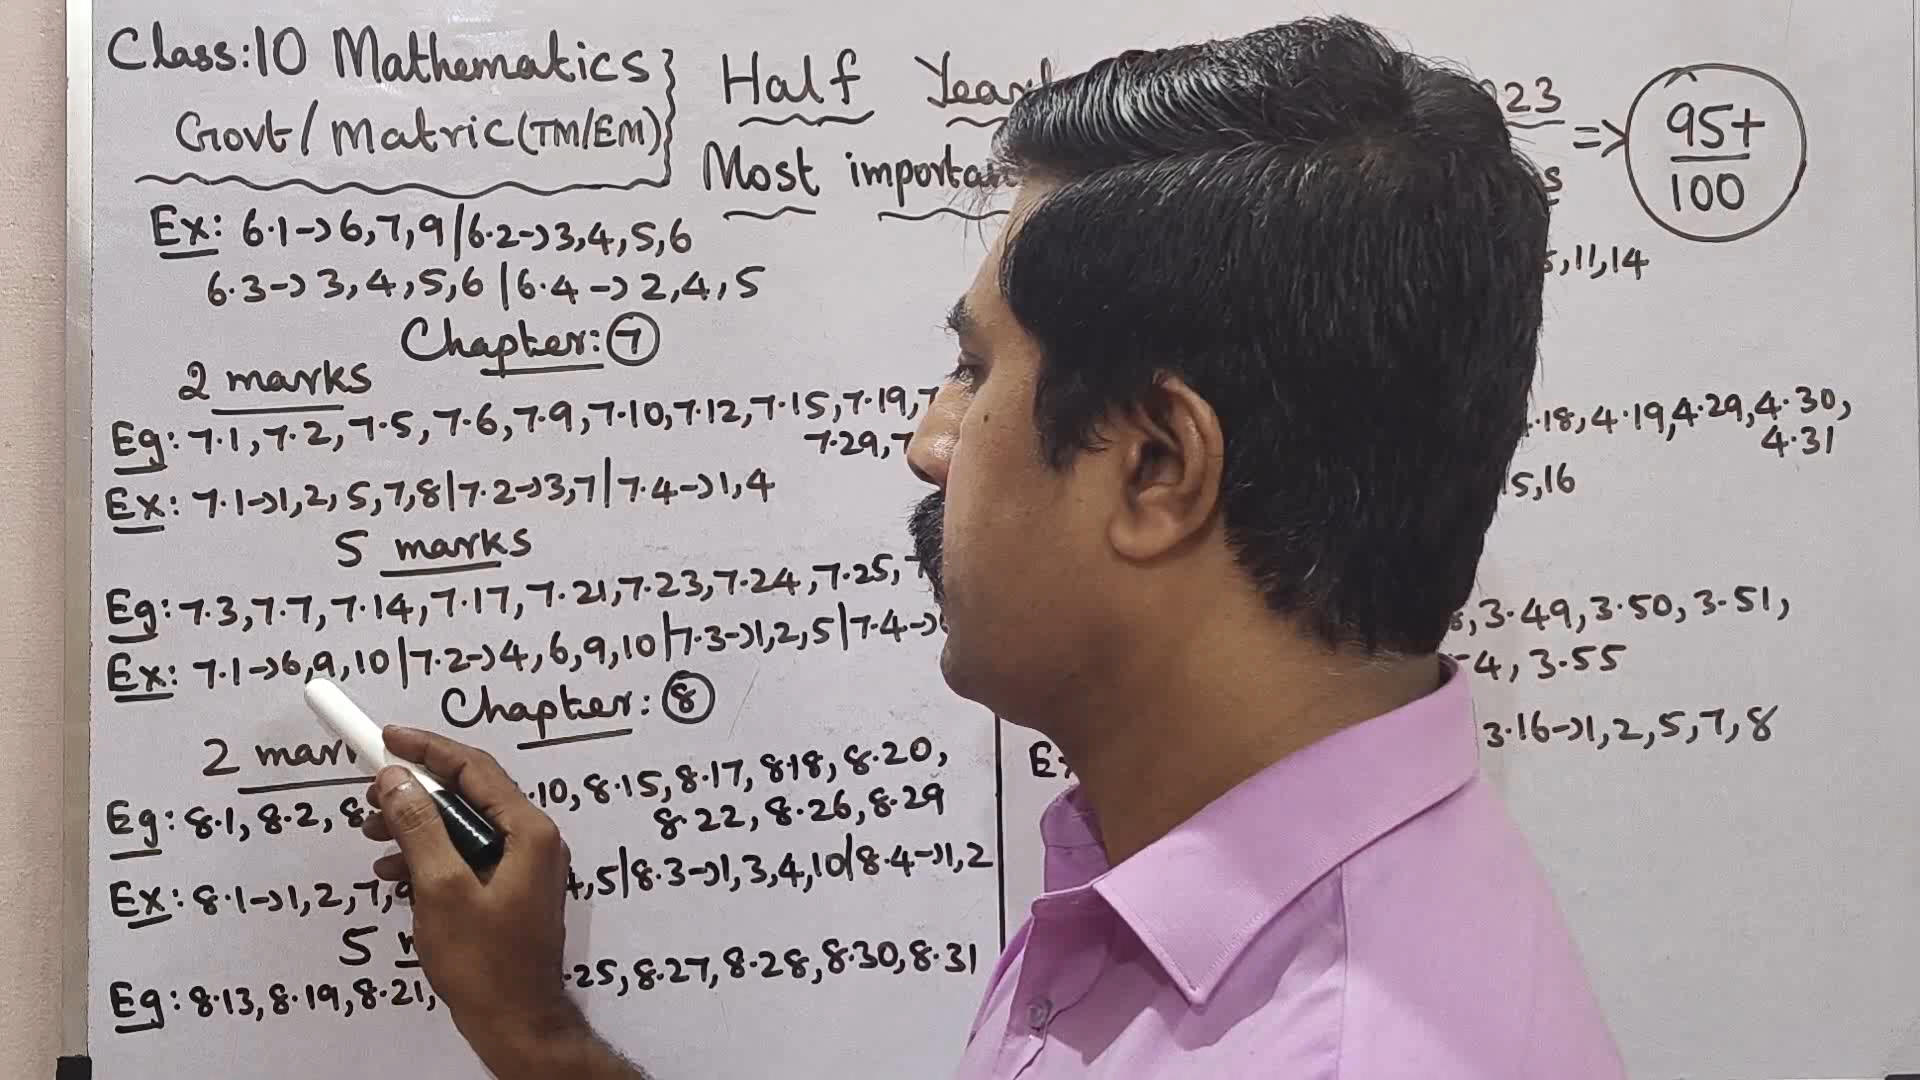 Class:10 Mathematics
Govt/Matric(TM/EM)
Half
Most
95+
100
Ex: 6.1→6,7,9|6.2→3,4,5,6
6.3→3,4,5,6|6.4→2,4,5
Chapter:7
2 marks
Eg:7.1,7.2,7.5,7.6,7.9,7.10,7.12,7.15,7.19,
7.29,
Ex: 7.1→1,2,5,7,8|7.2→3,7|7.4→1,4
5 marks
Eg:7.3,7.7,7.14,7.17,7.21,7.23,7.24,7.25,
Ex: 7.1→6,9,10|7.2→4,6,9,10|7.3→1,2,5|7.4→
Chapter:8
2
Eg:8.1,8.2, .10,8.15,8.17,8.18,8.20,
8.22,8.26,8.29
Ex:8.1→1,2,7,9 ,5|8.3→1,3,4,10|8.4→1,2
5
Eg:8.13,8.19,8.21, .25,8.27,8.28,8.30,8.31
,11,14
.18,4.19,4.29,4.30,
4.31
,16
,3.49,3.50,3.51,
,3.55
3.16→1,2,5,7,8